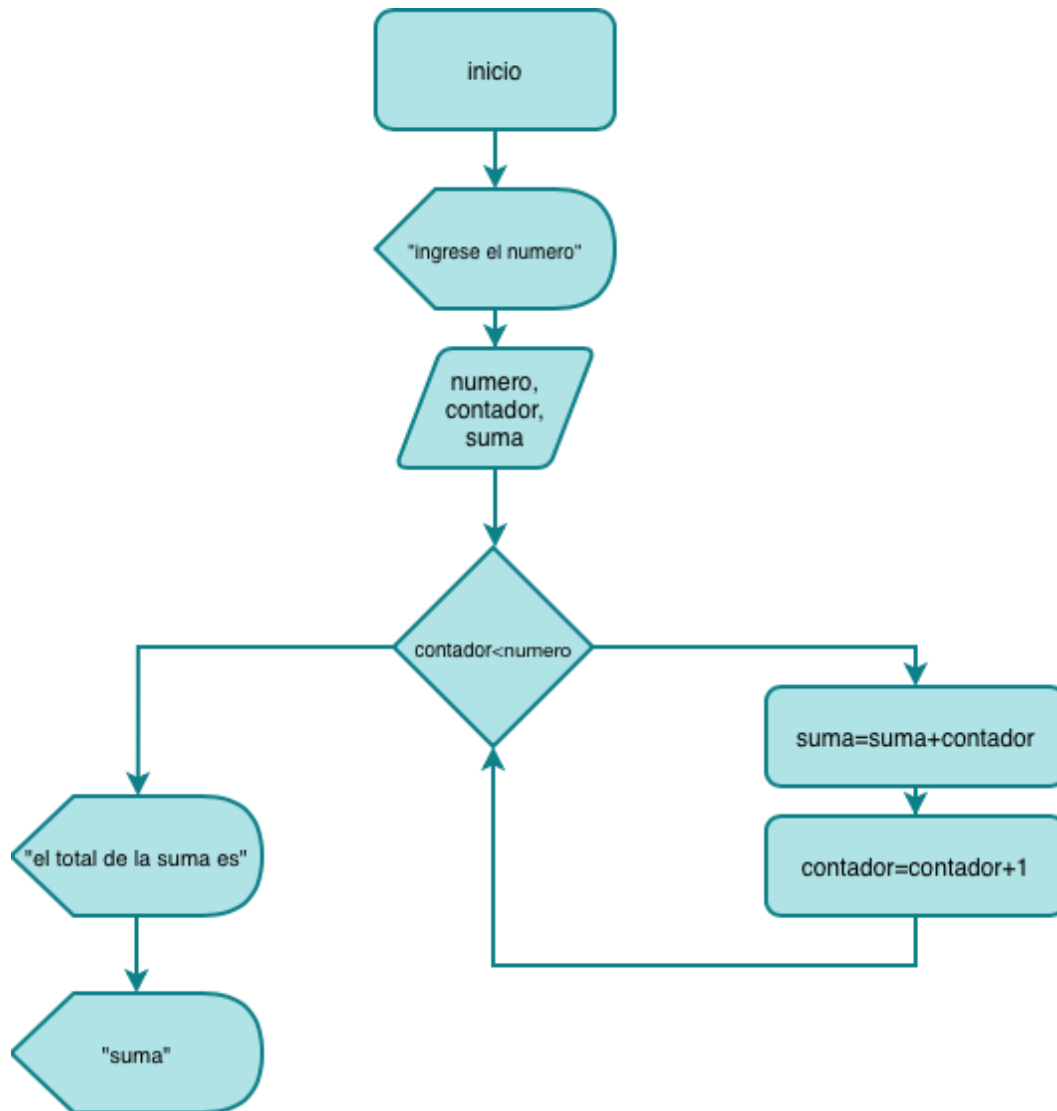 inicio
"ingrese el numero"
numero,
contador,
suma
contador<numero
suma=suma+contador
contador=contador+1
"el total de la suma es"
"suma"